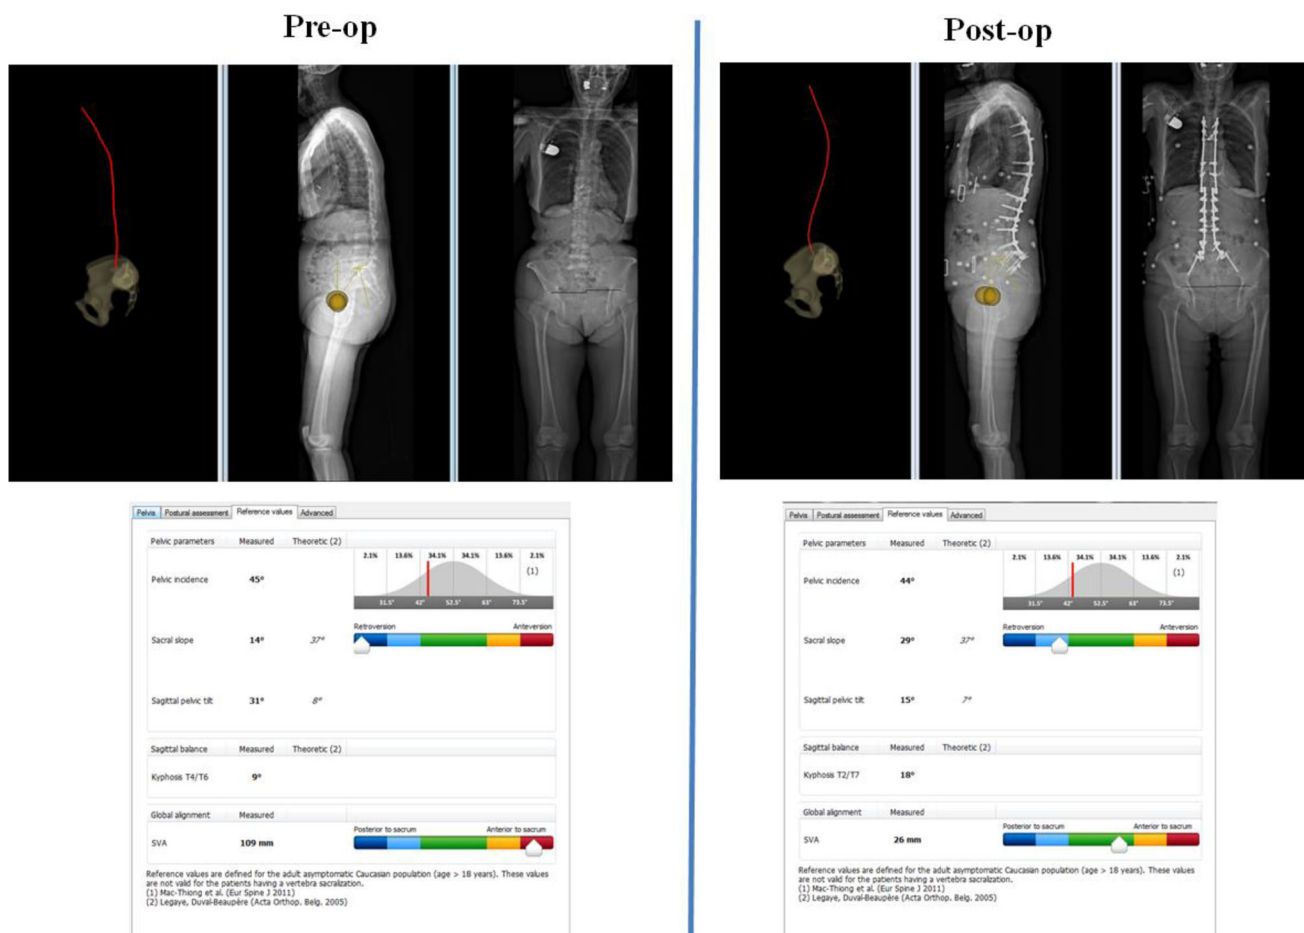 Pre-op
Post-op
Pelvis Postural assessment Reference values Advanced
Pelvic parameters Measured Theoretic (2)
2.1% 13.6% 34.1% 34.1% 13.6% 2.1%
(1)
Pelvic incidence 45°
31.5° 42° 52.5° 63° 73.5°
Retroversion Anteversion
Sacral slope 14° 37°
Sagittal pelvic tilt 31° 8°
Sagittal balance Measured Theoretic (2)
Kyphosis T4/T6 9°
Global alignment Measured
Posterior to sacrum Anterior to sacrum
SVA 109 mm
Reference values are defined for the adult asymptomatic Caucasian population (age > 18 years). These values
are not valid for the patients having a vertebra sacralization.
(1) Mac-Thiong et al. (Eur Spine J 2011)
(2) Legaye, Duval-Beaupère (Acta Orthop. Belg. 2005)
Pelvis Postural assessment Reference values Advanced
Pelvic parameters Measured Theoretic (2)
2.1% 13.6% 34.1% 34.1% 13.6% 2.1%
(1)
Pelvic incidence 44°
31.5° 42° 52.5° 63° 73.5°
Retroversion Anteversion
Sacral slope 29° 37°
Sagittal pelvic tilt 15° 7°
Sagittal balance Measured Theoretic (2)
Kyphosis T2/T7 18°
Global alignment Measured
Posterior to sacrum Anterior to sacrum
SVA 26 mm
Reference values are defined for the adult asymptomatic Caucasian population (age > 18 years). These values
are not valid for the patients having a vertebra sacralization.
(1) Mac-Thiong et al. (Eur Spine J 2011)
(2) Legaye, Duval-Beaupère (Acta Orthop. Belg. 2005)